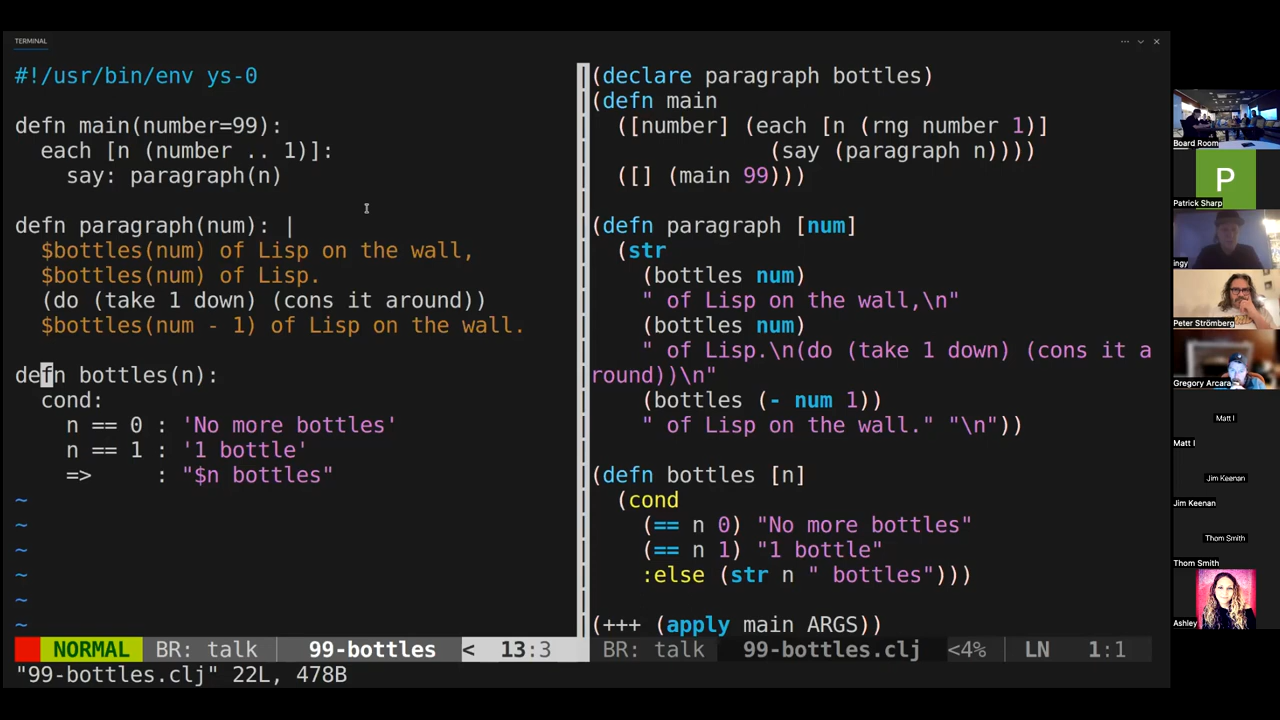 TERMINAL
#!/usr/bin/env ys-0
defn main(number=99):
each [n (number .. 1)]:
say: paragraph(n)
defn paragraph(num): |
$bottles(num) of Lisp on the wall,
$bottles(num) of Lisp.
(do (take 1 down) (cons it around))
$bottles(num - 1) of Lisp on the wall.
defn bottles(n):
cond:
n == 0 : 'No more bottles'
n == 1 : '1 bottle'
=> : "$n bottles"
~
~
~
~
~
~
NORMAL BR: talk 99-bottles < 13:3
"99-bottles.clj" 22L, 478B
(declare paragraph bottles)
(defn main
([number] (each [n (rng number 1)]
(say (paragraph n))))
([] (main 99)))
(defn paragraph [num]
(str
(bottles num)
" of Lisp on the wall,\n"
(bottles num)
" of Lisp.\n(do (take 1 down) (cons it a
round))\n"
(bottles (- num 1))
" of Lisp on the wall." "\n"))
(defn bottles [n]
(cond
(== n 0) "No more bottles"
(== n 1) "1 bottle"
:else (str n " bottles")))
(+++ (apply main ARGS))
BR: talk 99-bottles.clj <4% LN 1:1
Board Room
P
Patrick Sharp
ingy
Peter Strömberg
Gregory Arcara
Matt I
Matt I
Jim Keenan
Jim Keenan
Thom Smith
Thom Smith
Ashley